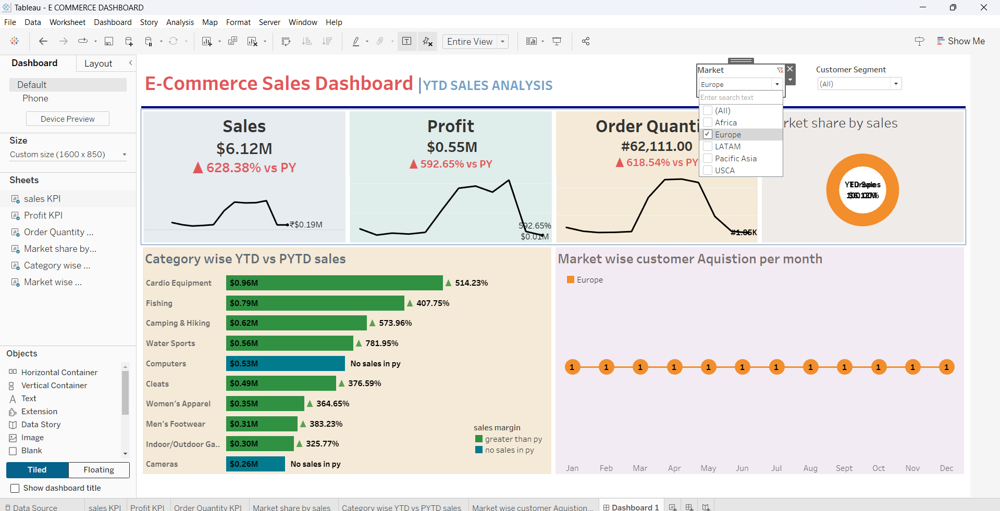 Tableau - E COMMERCE DASHBOARD
File Data Worksheet Dashboard Story Analysis Map Format Server Window Help
Entire View
Show Me
Dashboard Layout
Default
Phone
Device Preview
Size
Custom size (1600 x 850)
Sheets
sales KPI
Profit KPI
Order Quantity ...
Market share by...
Category wise ...
Market wise ...
Objects
Horizontal Container
Vertical Container
Text
Extension
Data Story
Image
Blank
Tiled Floating
Show dashboard title
E-Commerce Sales Dashboard |YTD SALES ANALYSIS
Market
Europe
Enter search text
(All)
Africa
Europe
LATAM
Pacific Asia
USCA
Customer Segment
(All)
Sales
$6.12M
▲ 628.38% vs PY
₹$0.19M
Profit
$0.55M
▲ 592.65% vs PY
592.65%
$0.01M
Order Quanti
#62,111.00
▲ 618.54% vs PY
#1.85K
rket share by sales
Category wise YTD vs PYTD sales
Cardio Equipment $0.96M ▲ 514.23%
Fishing $0.79M ▲ 407.75%
Camping & Hiking $0.62M ▲ 573.96%
Water Sports $0.56M ▲ 781.95%
Computers $0.53M No sales in py
Cleats $0.49M ▲ 376.59%
Women's Apparel $0.35M ▲ 364.65%
Men's Footwear $0.31M ▲ 383.23%
Indoor/Outdoor Ga.. $0.30M ▲ 325.77%
Cameras $0.26M No sales in py
sales margin
greater than py
no sales in py
Market wise customer Aquistion per month
Europe
1 1 1 1 1 1 1 1 1 1 1 1
Jan Feb Mar Apr May Jun Jul Aug Sept Oct Nov Dec
Data Source sales KPI Profit KPI Order Quantity KPI Market share by sales Category wise YTD vs PYTD sales Market wise customer Aquistion... Dashboard 1